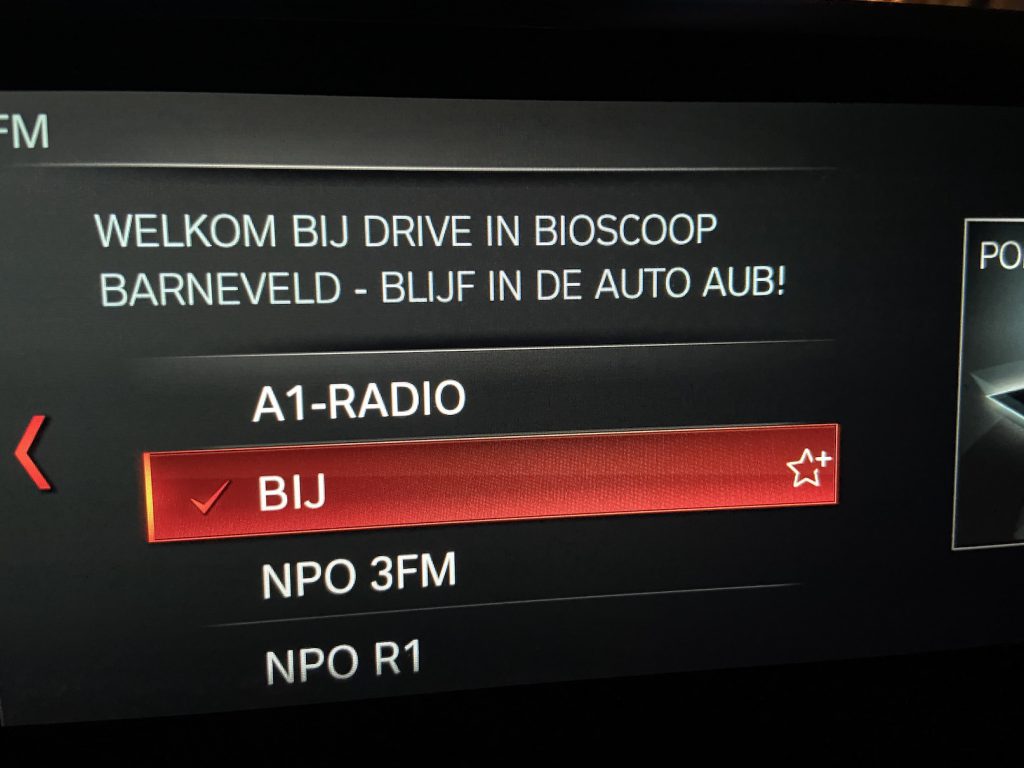 FM
WELKOM BIJ DRIVE IN BIOSCOOP
BARNEVELD - BLIJF IN DE AUTO AUB!
A1-RADIO
BIJ
NPO 3FM
NPO R1